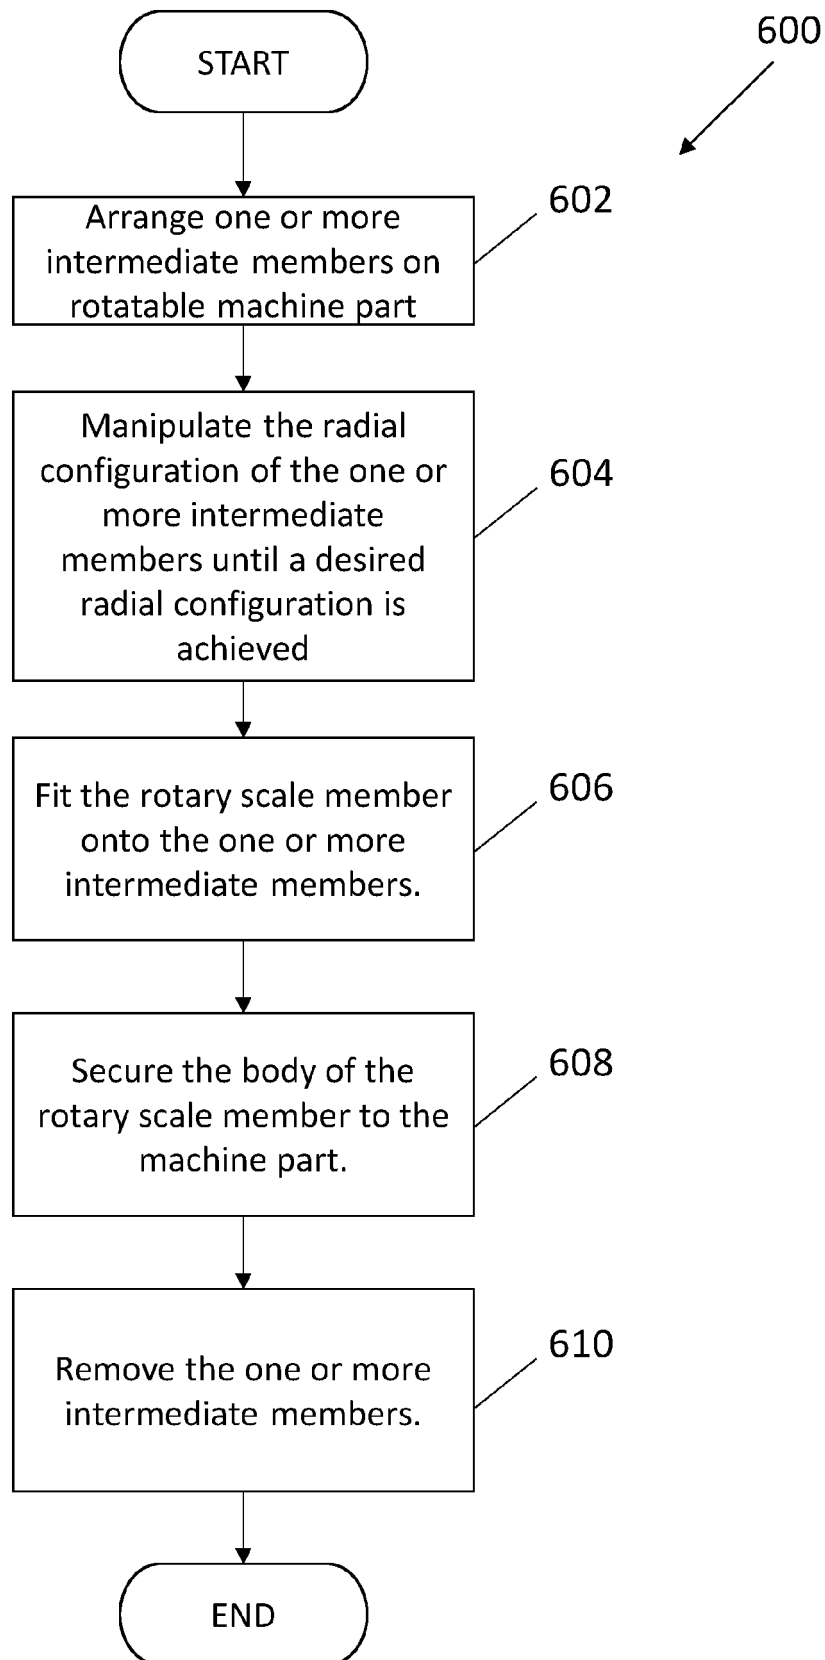 600
START
602
Arrange one or more
intermediate members on
rotatable machine part
604
Manipulate the radial
configuration of the one or
more intermediate
members until a desired
radial configuration is
achieved
606
Fit the rotary scale member
onto the one or more
intermediate members.
608
Secure the body of the
rotary scale member to the
machine part.
610
Remove the one or more
intermediate members.
END